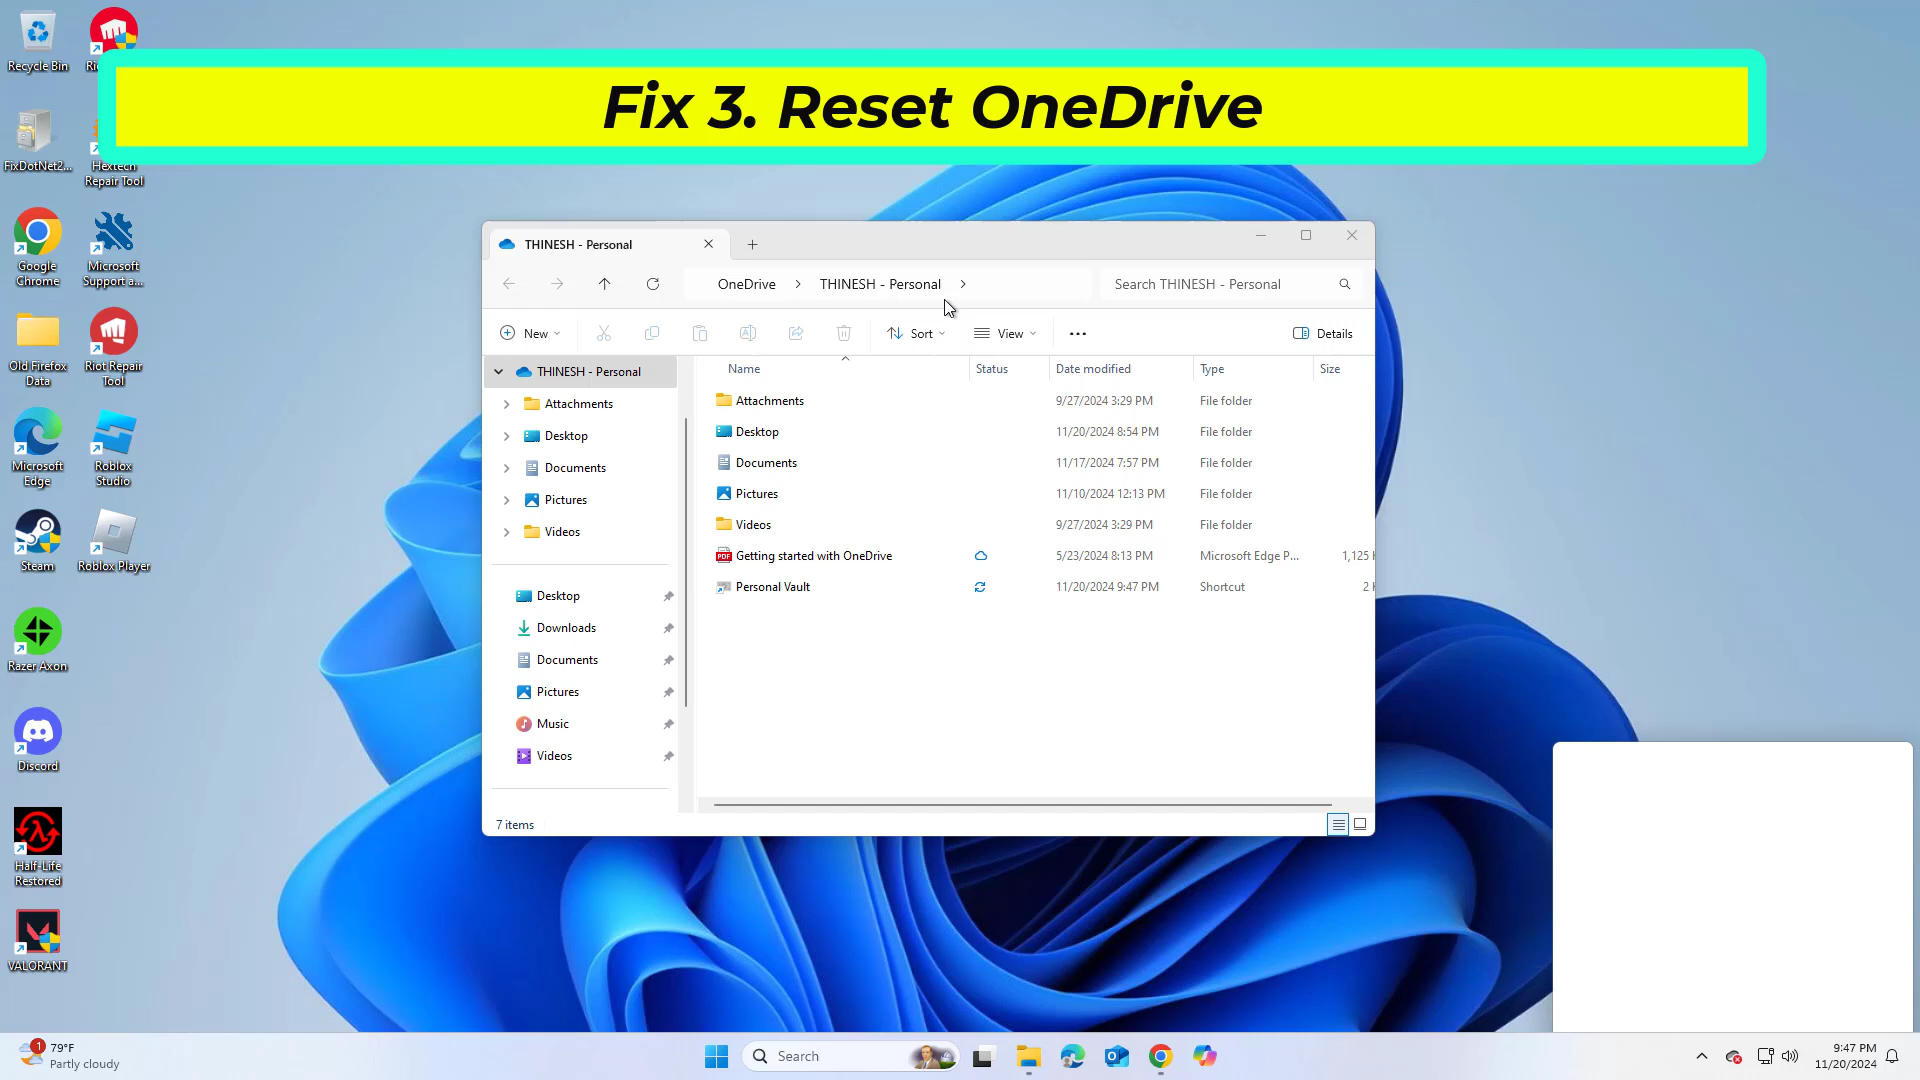 Fix 3. Reset OneDrive
Recycle Bin
FixDotNet2...
Hextech
Repair Tool
Google
Chrome
Microsoft
Support a...
Old Firefox
Data
Riot Repair
Tool
Microsoft
Edge
Roblox
Studio
Steam
Roblox Player
Razer Axon
Discord
Half-Life
Restored
VALORANT
THINESH - Personal
OneDrive > THINESH - Personal >
Search THINESH - Personal
New
Sort
View
Details
THINESH - Personal
Attachments
Desktop
Documents
Pictures
Videos
Desktop
Downloads
Documents
Pictures
Music
Videos
Name Status Date modified Type Size
Attachments 9/27/2024 3:29 PM File folder
Desktop 11/20/2024 8:54 PM File folder
Documents 11/17/2024 7:57 PM File folder
Pictures 11/10/2024 12:13 PM File folder
Videos 9/27/2024 3:29 PM File folder
PDF Getting started with OneDrive 5/23/2024 8:13 PM Microsoft Edge P... 1,125
Personal Vault 11/20/2024 9:47 PM Shortcut 2
7 items
1
79°F
Partly cloudy
Search
9:47 PM
11/20/2024